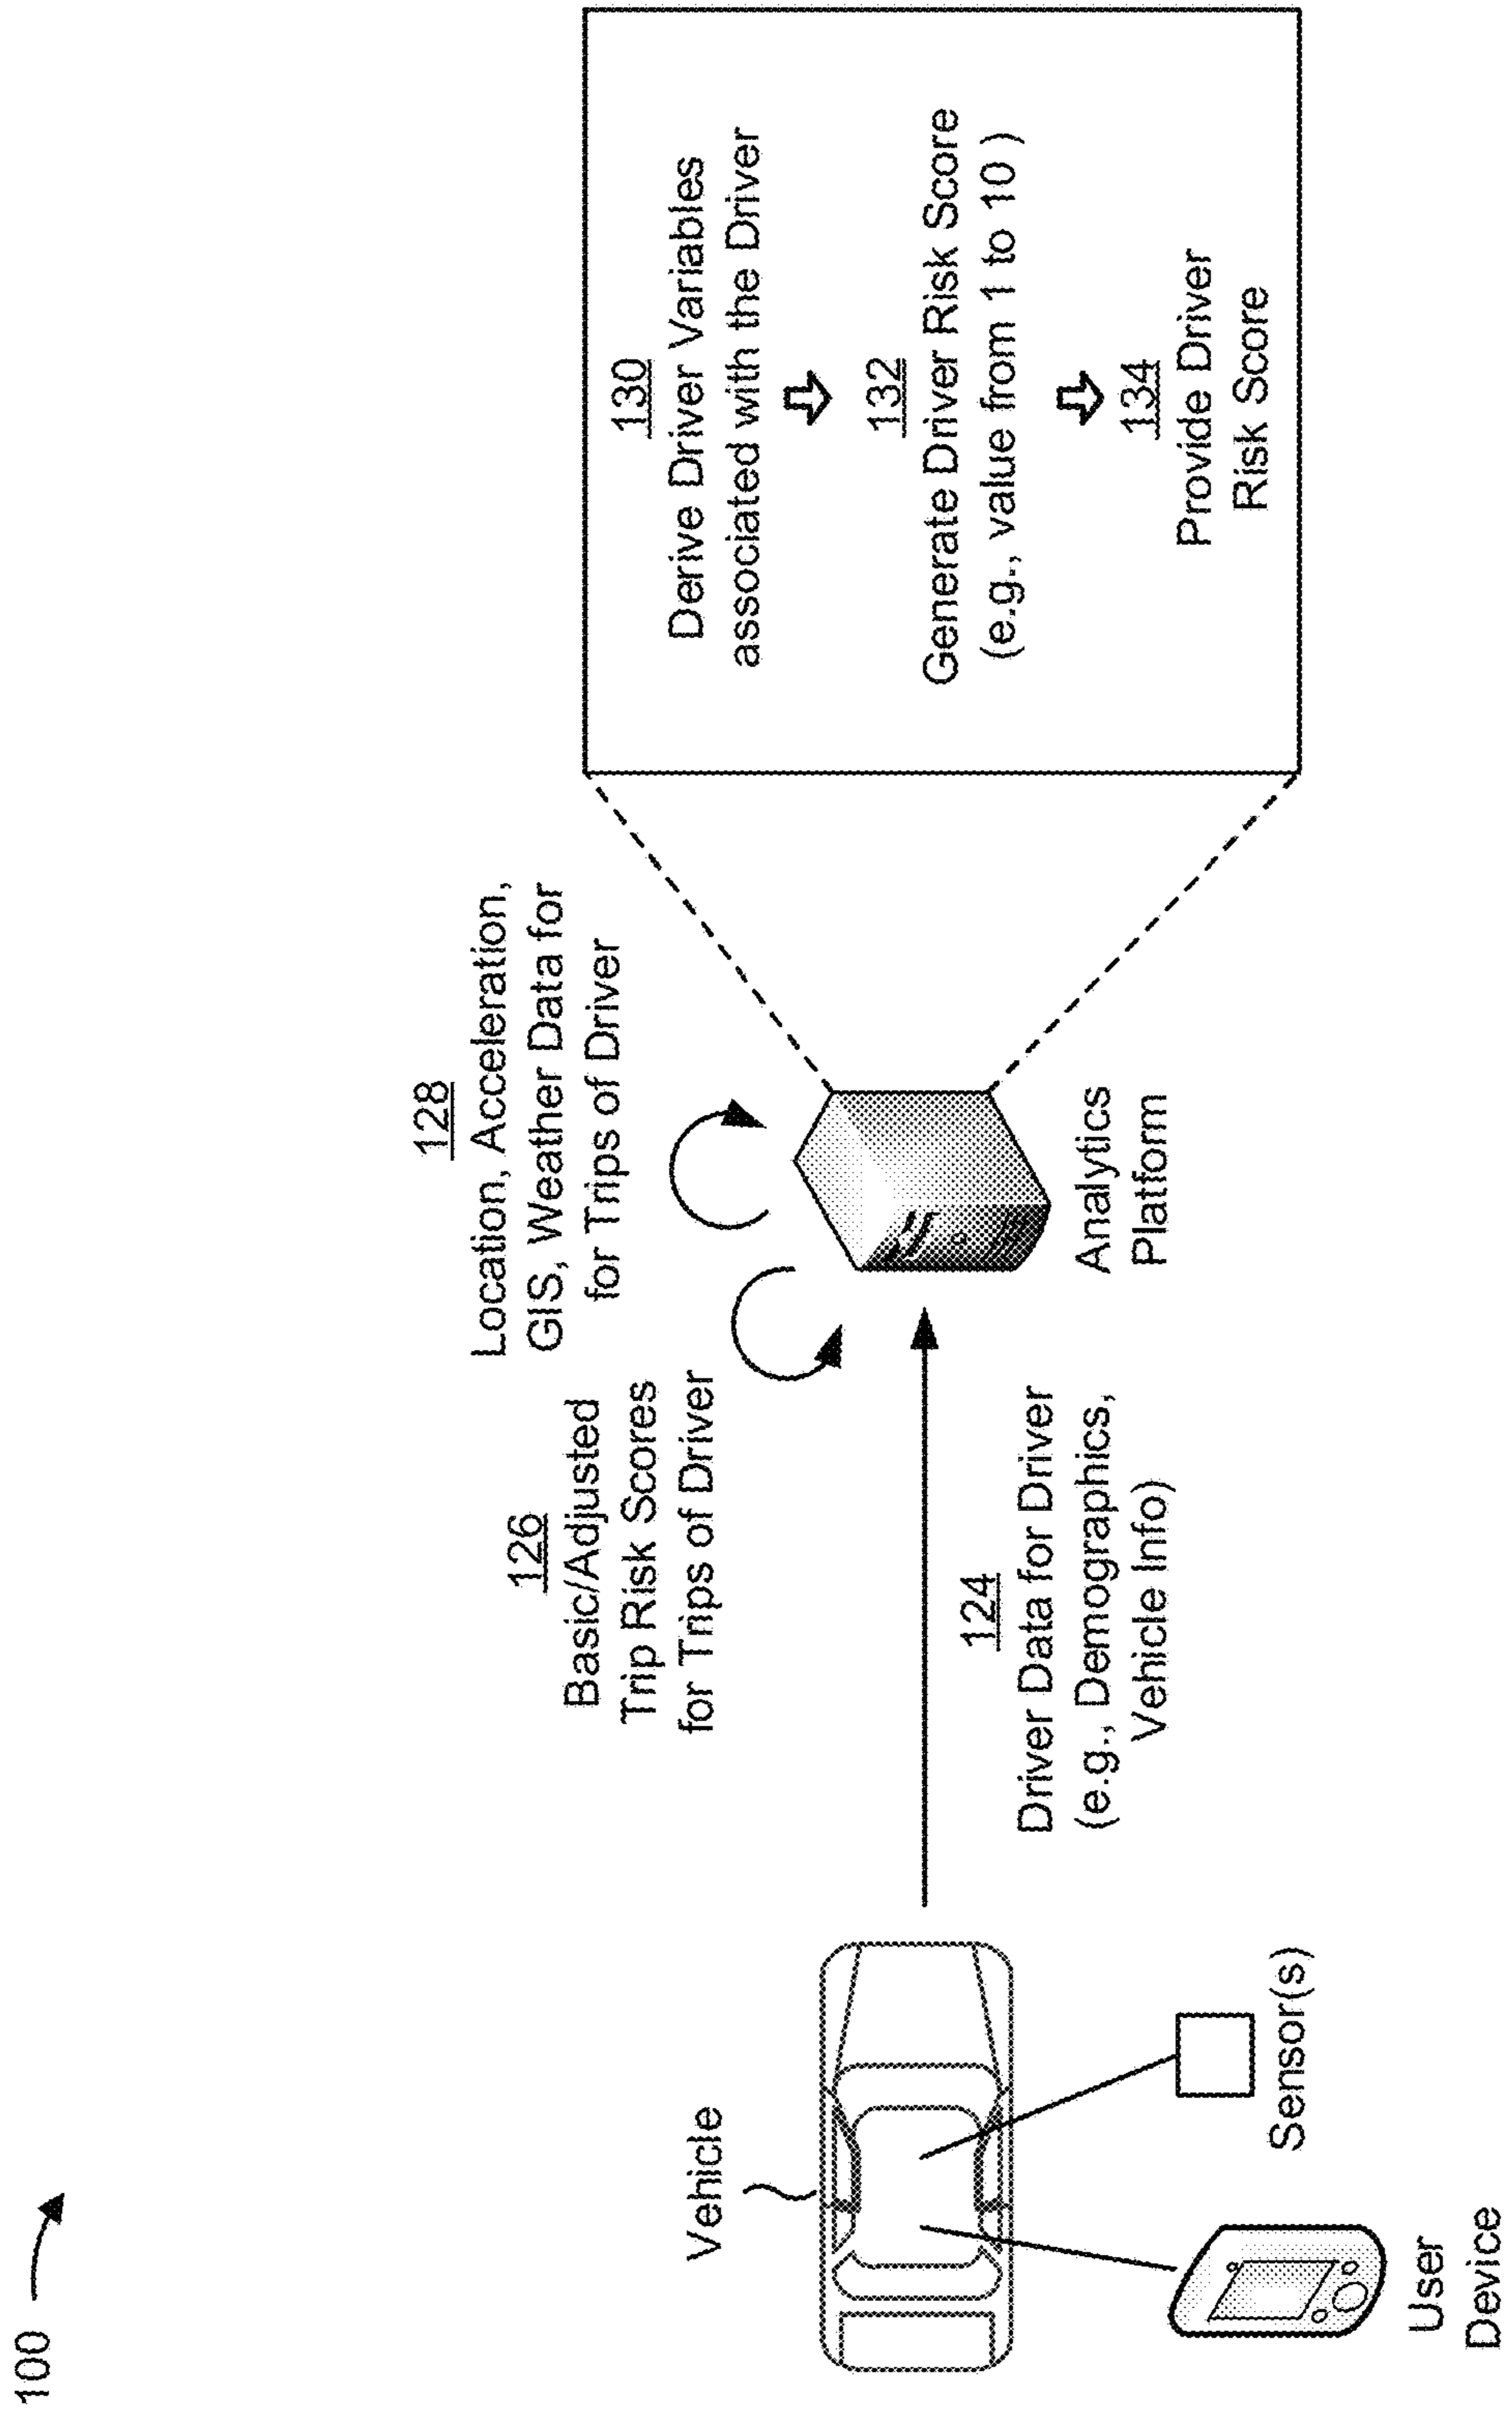 100
126
Basic/Adjusted
Trip Risk Scores
for Trips of Driver
128
Location, Acceleration,
GIS, Weather Data for
for Trips of Driver
Vehicle
124
Driver Data for Driver
(e.g., Demographics,
Vehicle Info)
Analytics
Platform
User
Device
Sensor(s)
130
Derive Driver Variables
associated with the Driver
132
Generate Driver Risk Score
(e.g., value from 1 to 10 )
134
Provide Driver
Risk Score